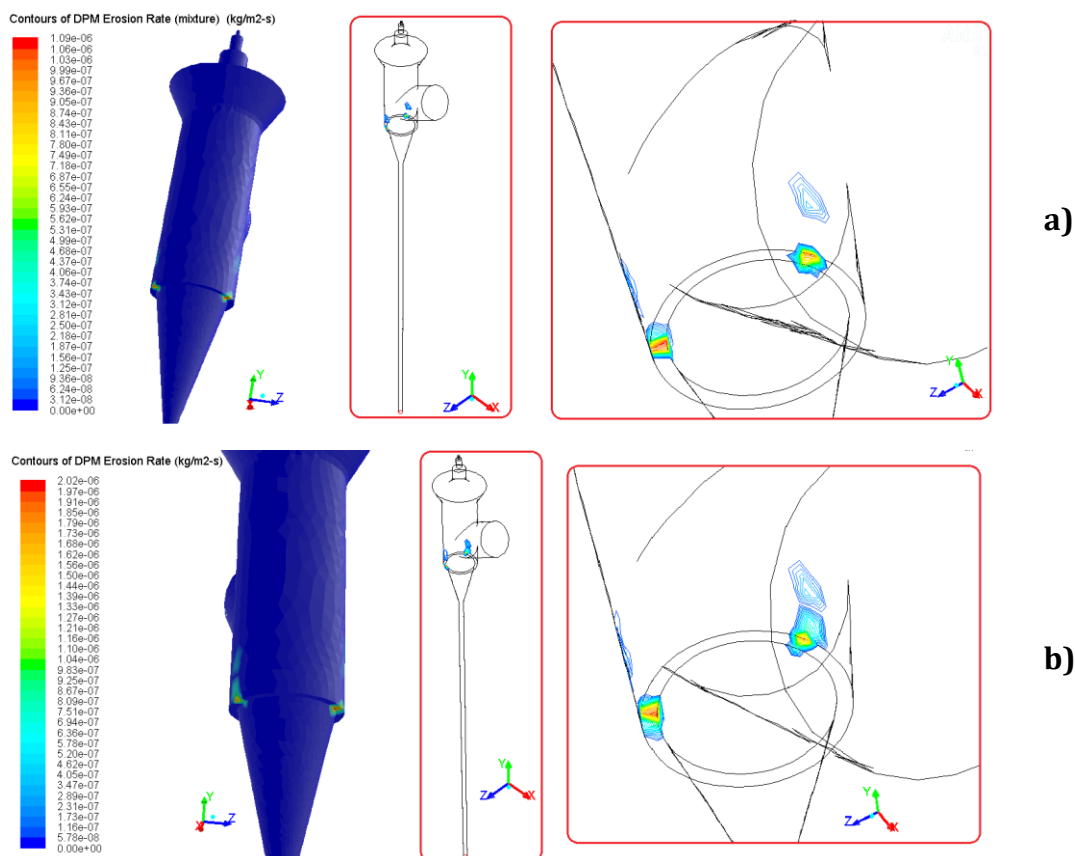 Contours of DPM Erosion Rate (mixture) (kg/m2-s)
1.09e-06
1.06e-06
1.03e-06
9.99e-07
9.67e-07
9.36e-07
9.05e-07
8.74e-07
8.43e-07
8.11e-07
7.80e-07
7.49e-07
7.18e-07
6.87e-07
6.55e-07
6.24e-07
5.93e-07
5.62e-07
5.31e-07
4.99e-07
4.68e-07
4.37e-07
4.06e-07
3.74e-07
3.43e-07
3.12e-07
2.81e-07
2.50e-07
2.18e-07
1.87e-07
1.56e-07
1.25e-07
9.36e-08
6.24e-08
3.12e-08
0.00e+00
Y
Z
Y
Z
X
Y
Z
X
a)
Contours of DPM Erosion Rate (kg/m2-s)
2.02e-06
1.97e-06
1.91e-06
1.85e-06
1.79e-06
1.73e-06
1.68e-06
1.62e-06
1.56e-06
1.50e-06
1.44e-06
1.39e-06
1.33e-06
1.27e-06
1.21e-06
1.16e-06
1.10e-06
1.04e-06
9.83e-07
9.25e-07
8.67e-07
8.09e-07
7.51e-07
6.94e-07
6.36e-07
5.78e-07
5.20e-07
4.62e-07
4.05e-07
3.47e-07
2.89e-07
2.31e-07
1.73e-07
1.16e-07
5.78e-08
0.00e+00
Y
X
Z
Y
Z
X
Y
Z
X
b)